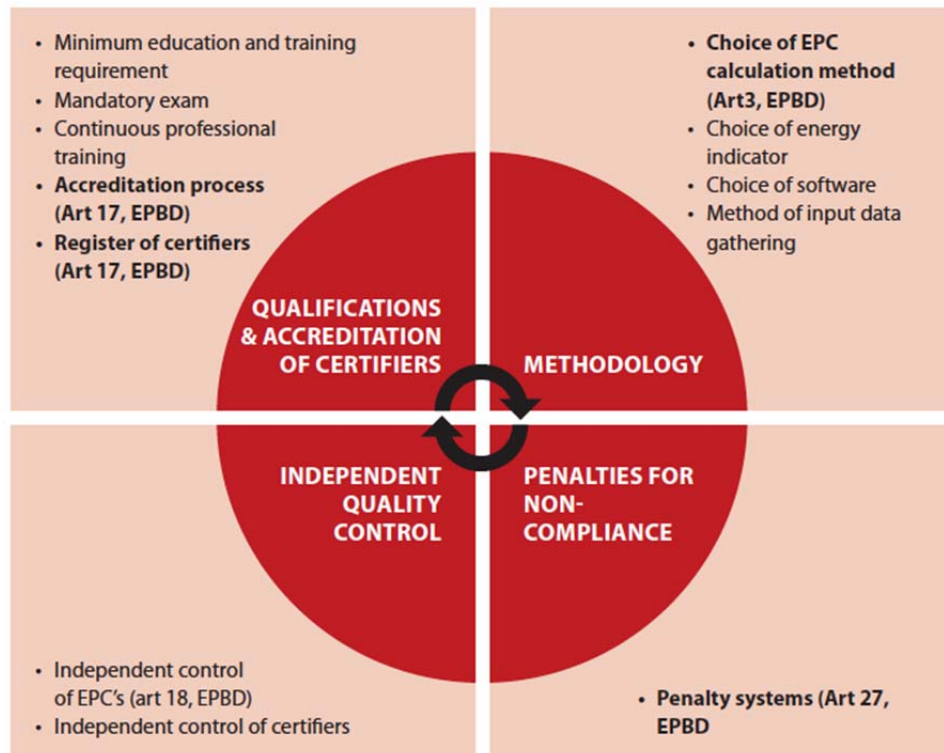 • Minimum education and training
requirement
• Mandatory exam
• Continuous professional
training
• Accreditation process
(Art 17, EPBD)
• Register of certifiers
(Art 17, EPBD)
• Choice of EPC
calculation method
(Art3, EPBD)
• Choice of energy
indicator
• Choice of software
• Method of input data
gathering
QUALIFICATIONS
& ACCREDITATION
OF CERTIFIERS
METHODOLOGY
INDEPENDENT
QUALITY
CONTROL
PENALTIES FOR
NON-
COMPLIANCE
• Independent control
of EPC's (art 18, EPBD)
• Independent control of certifiers
• Penalty systems (Art 27,
EPBD